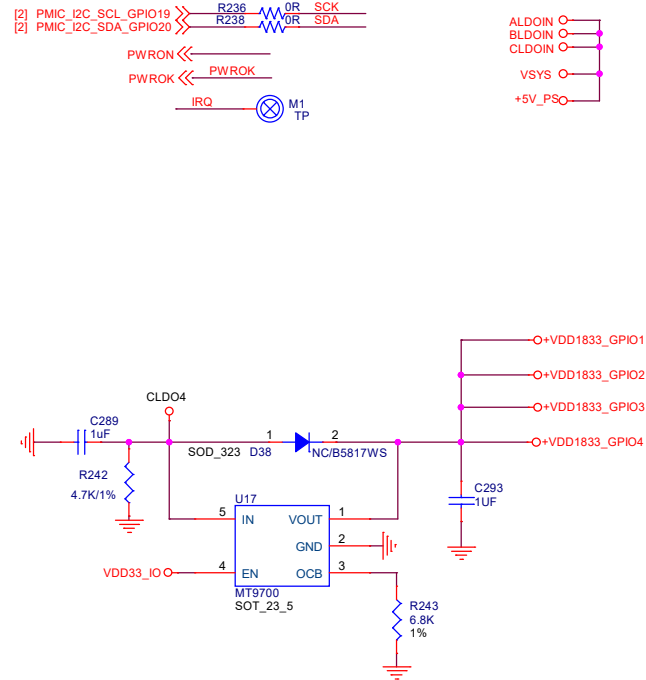 [2] PMIC_I2C_SCL_GPIO19 R236 0R SCK
[2] PMIC_I2C_SDA_GPIO20 R238 0R SDA
PWRON
PWROK PWROK
IRQ M1
TP
ALDOIN
BLDOIN
CLDOIN
VSYS
+5V_PS
+VDD1833_GPIO1
+VDD1833_GPIO2
+VDD1833_GPIO3
+VDD1833_GPIO4
CLDO4
C289
1uF
R242
4.7K/1%
1 2
SOD_323 D38 NC/B5817WS
C293
1UF
U17
5 IN VOUT 1
GND 2
VDD33_IO 4 EN OCB 3
MT9700
SOT_23_5
R243
6.8K
1%